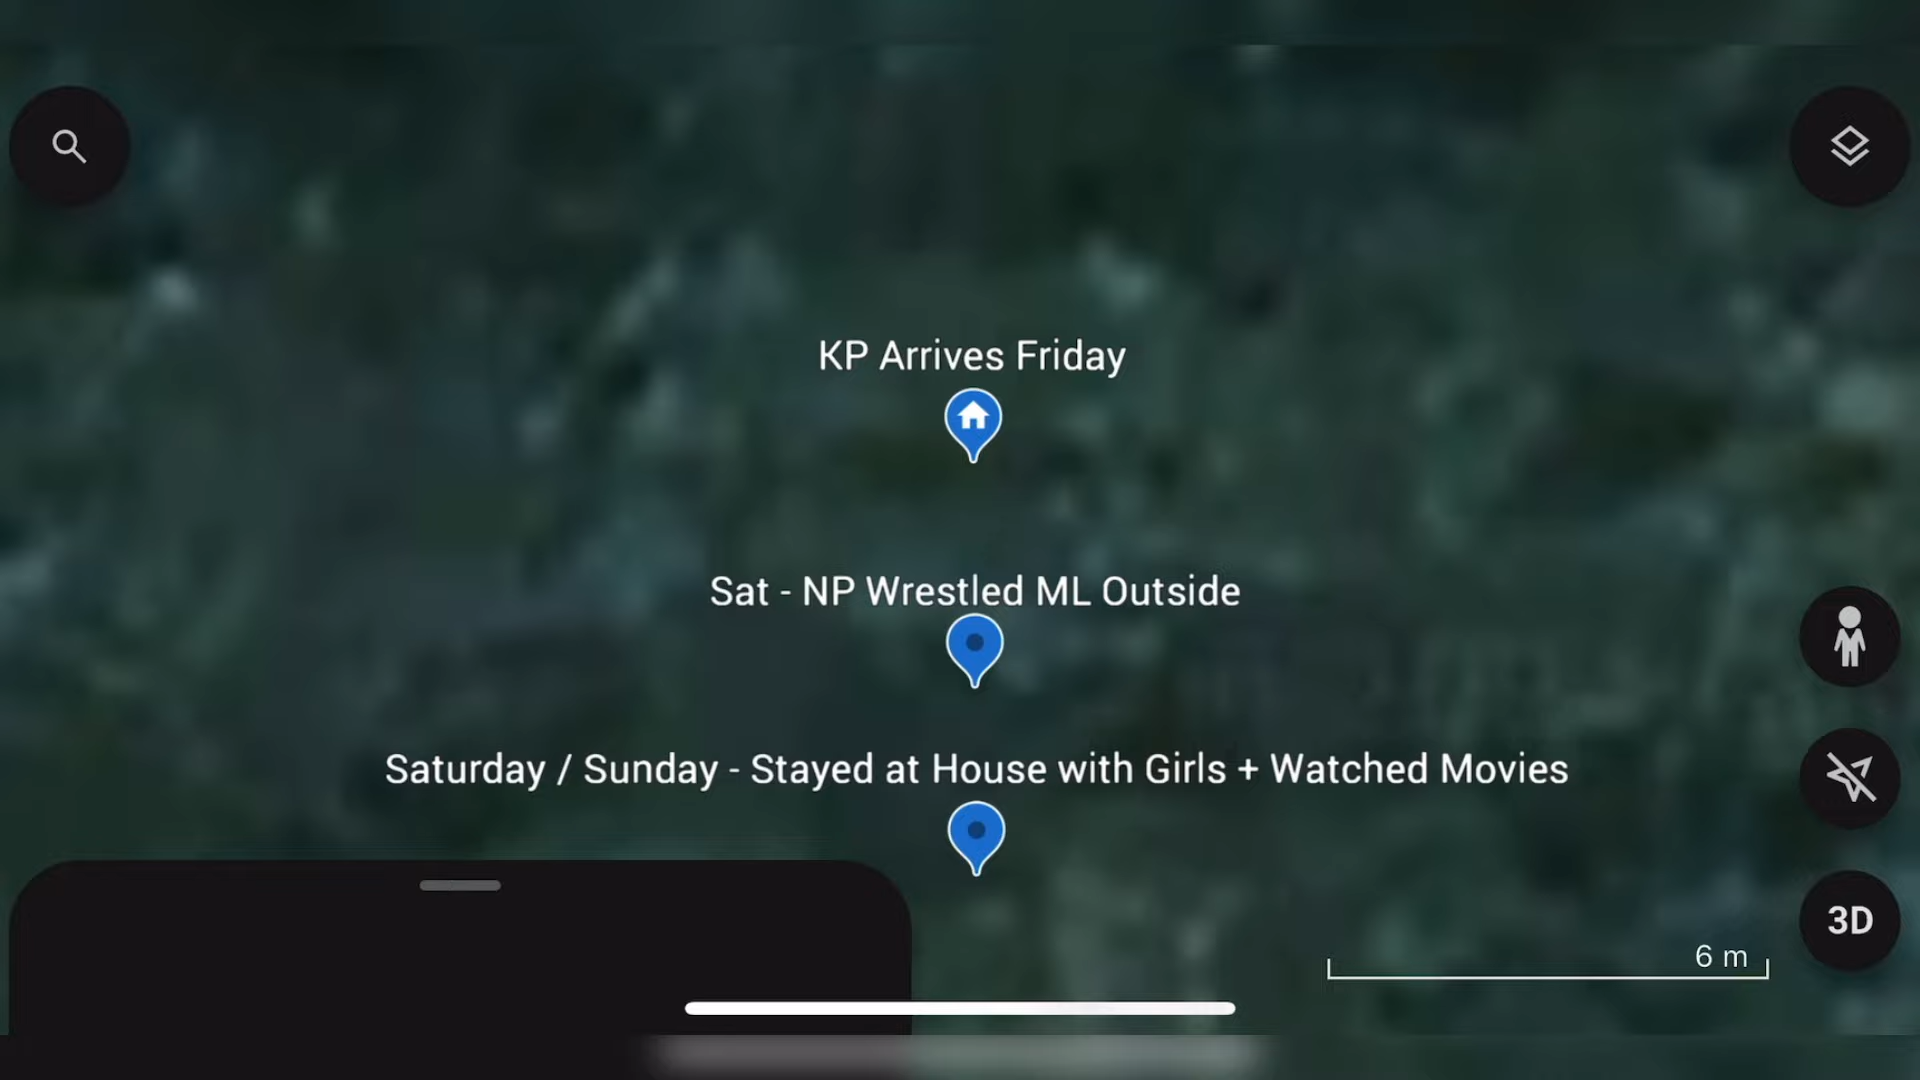 KP Arrives Friday
Sat - NP Wrestled ML Outside
Saturday / Sunday - Stayed at House with Girls + Watched Movies
3D
6 m